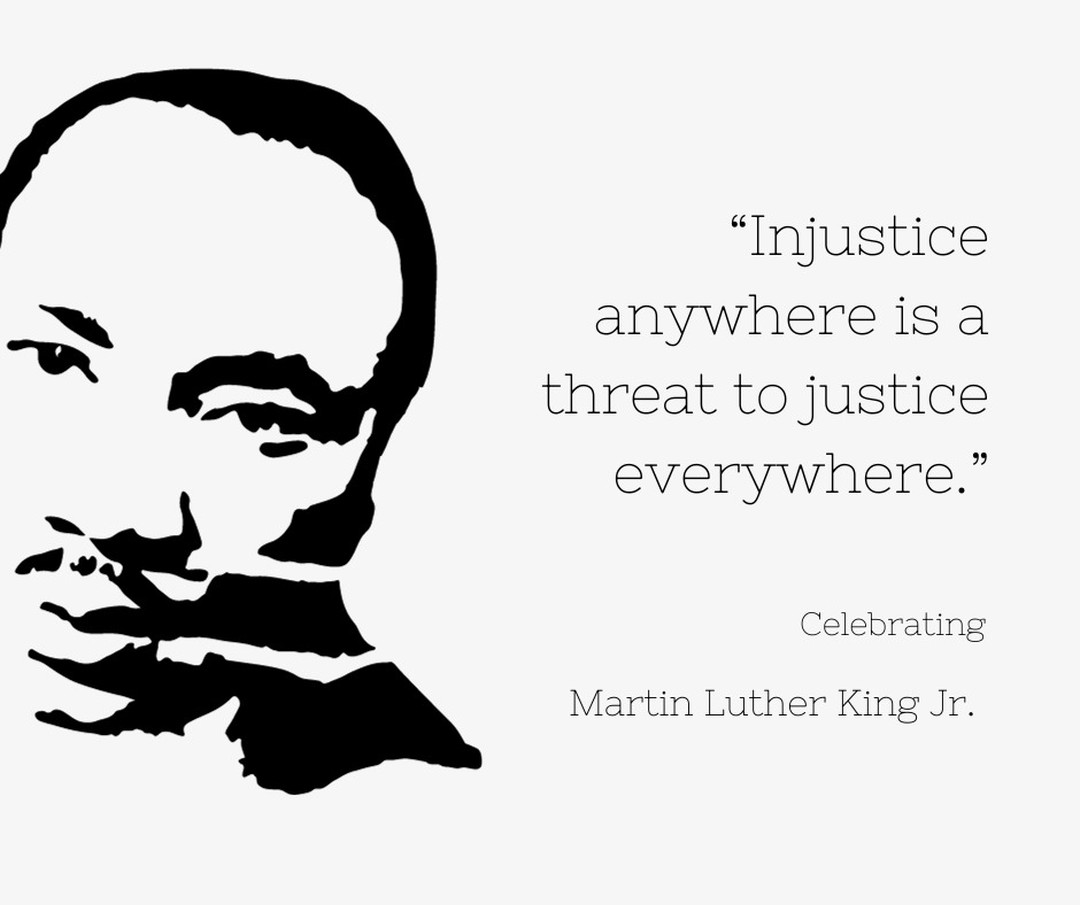 “Injustice
anywhere is a
threat to justice
everywhere.”
Celebrating
Martin Luther King Jr.